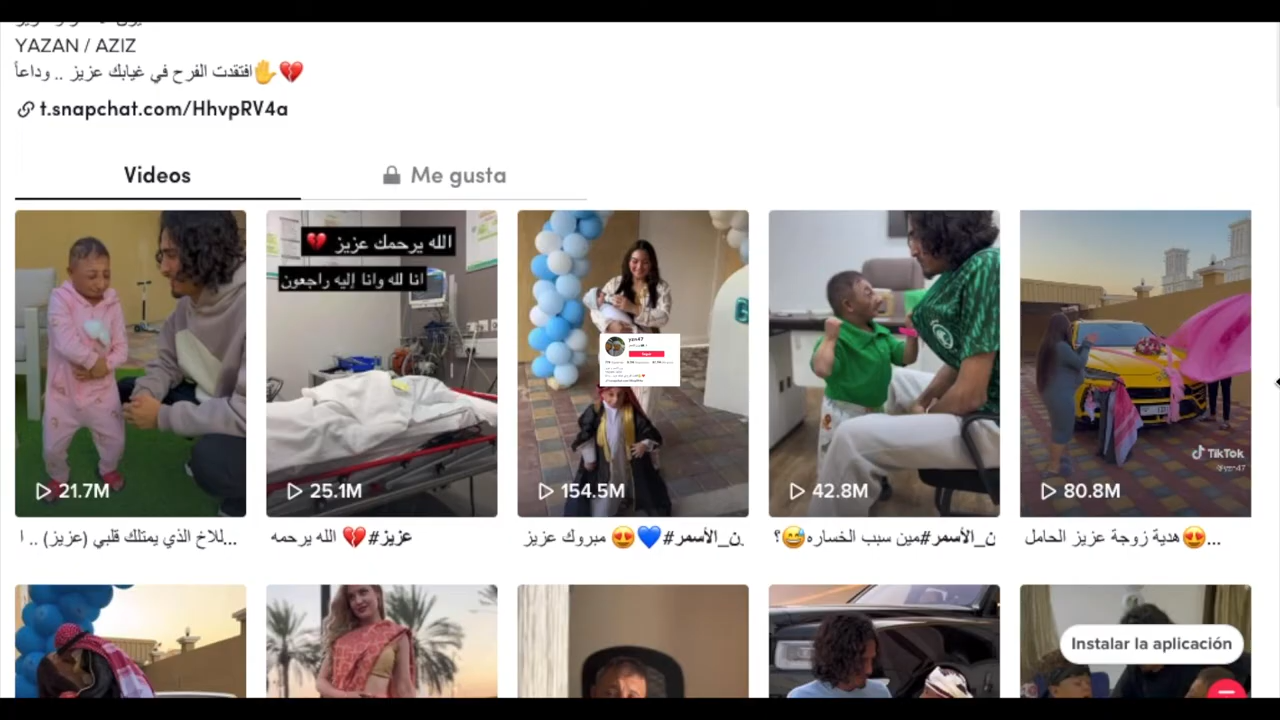 YAZAN / AZIZ
افتقدت الفرح في غيابك عزيز .. وداعاً✋💔
t.snapchat.com/HhvpRV4a
Videos
Me gusta
الله يرحمك عزيز 💔
انا لله وانا إليه راجعون
TikTok
@yzn47
21.7M
25.1M
154.5M
42.8M
80.8M
للاخ الذي يمتلك قلبي (عزيز) .. ا...
#عزيز 💔 الله يرحمه
ن_الأسمر# 💙😍 مبروك عزيز
ن_الأسمر#مين سبب الخساره😅؟
هدية زوجة عزيز الحامل😍...
Instalar la aplicación